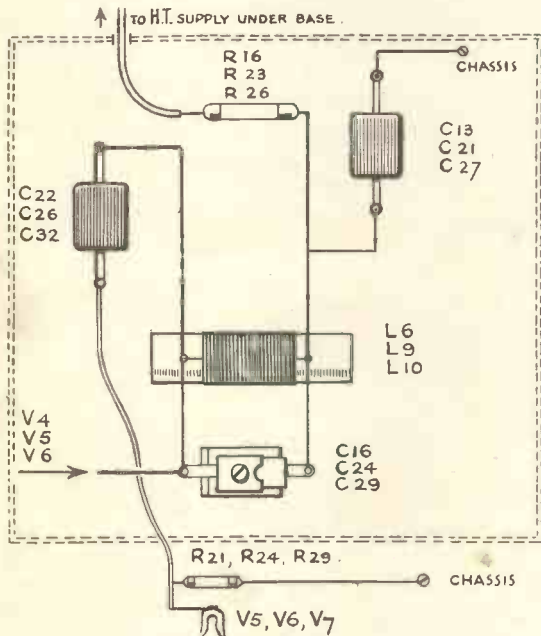 TO H.T. SUPPLY UNDER BASE.
R16
R23
R26
CHASSIS
C13
C21
C27
C22
C26
C32
L6
L9
L10
V4
V5
V6
C16
C24
C29
R21, R24, R29.
CHASSIS
V5, V6, V7